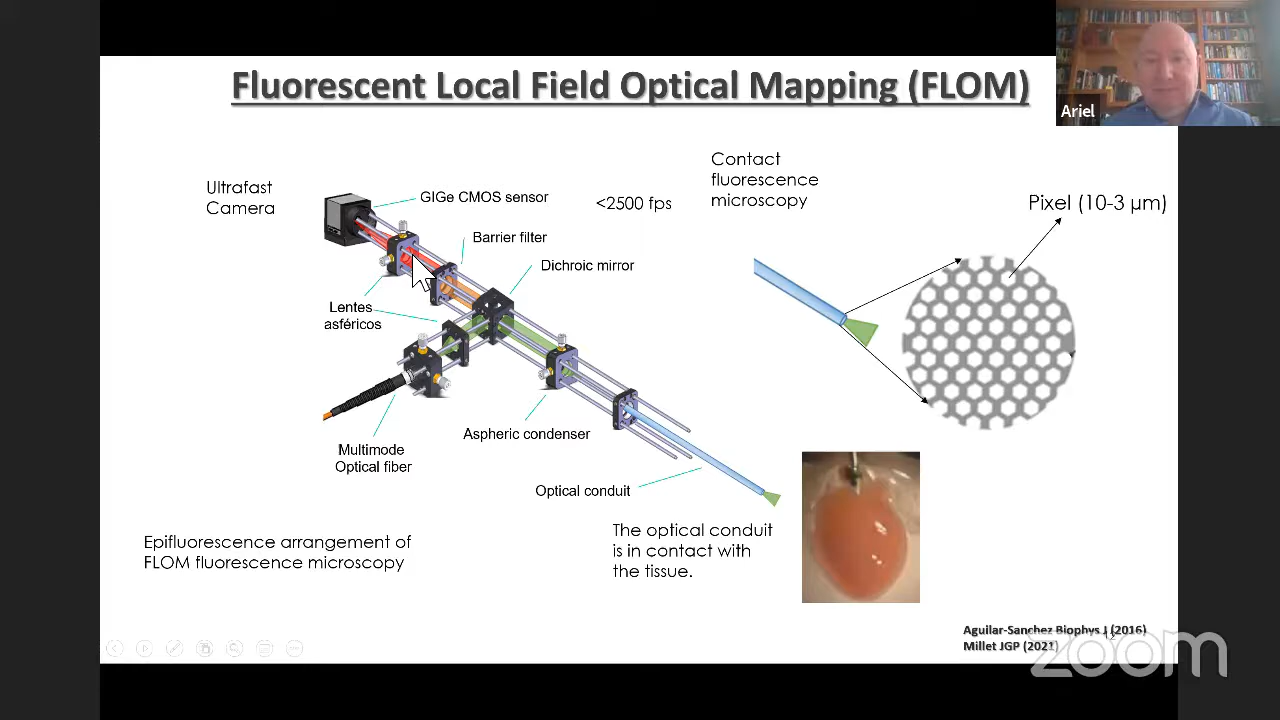 Fluorescent Local Field Optical Mapping (FLOM)
Ariel
Ultrafast
Camera
GIGe CMOS sensor
<2500 fps
Contact
fluorescence
microscopy
Pixel (10-3 µm)
Barrier filter
Dichroic mirror
Lentes
asféricos
Multimode
Optical fiber
Aspheric condenser
Optical conduit
The optical conduit
is in contact with
the tissue.
Epifluorescence arrangement of
FLOM fluorescence microscopy
Aguilar-Sanchez Biophys J (2016)
Millet JGP (2021)
zoom